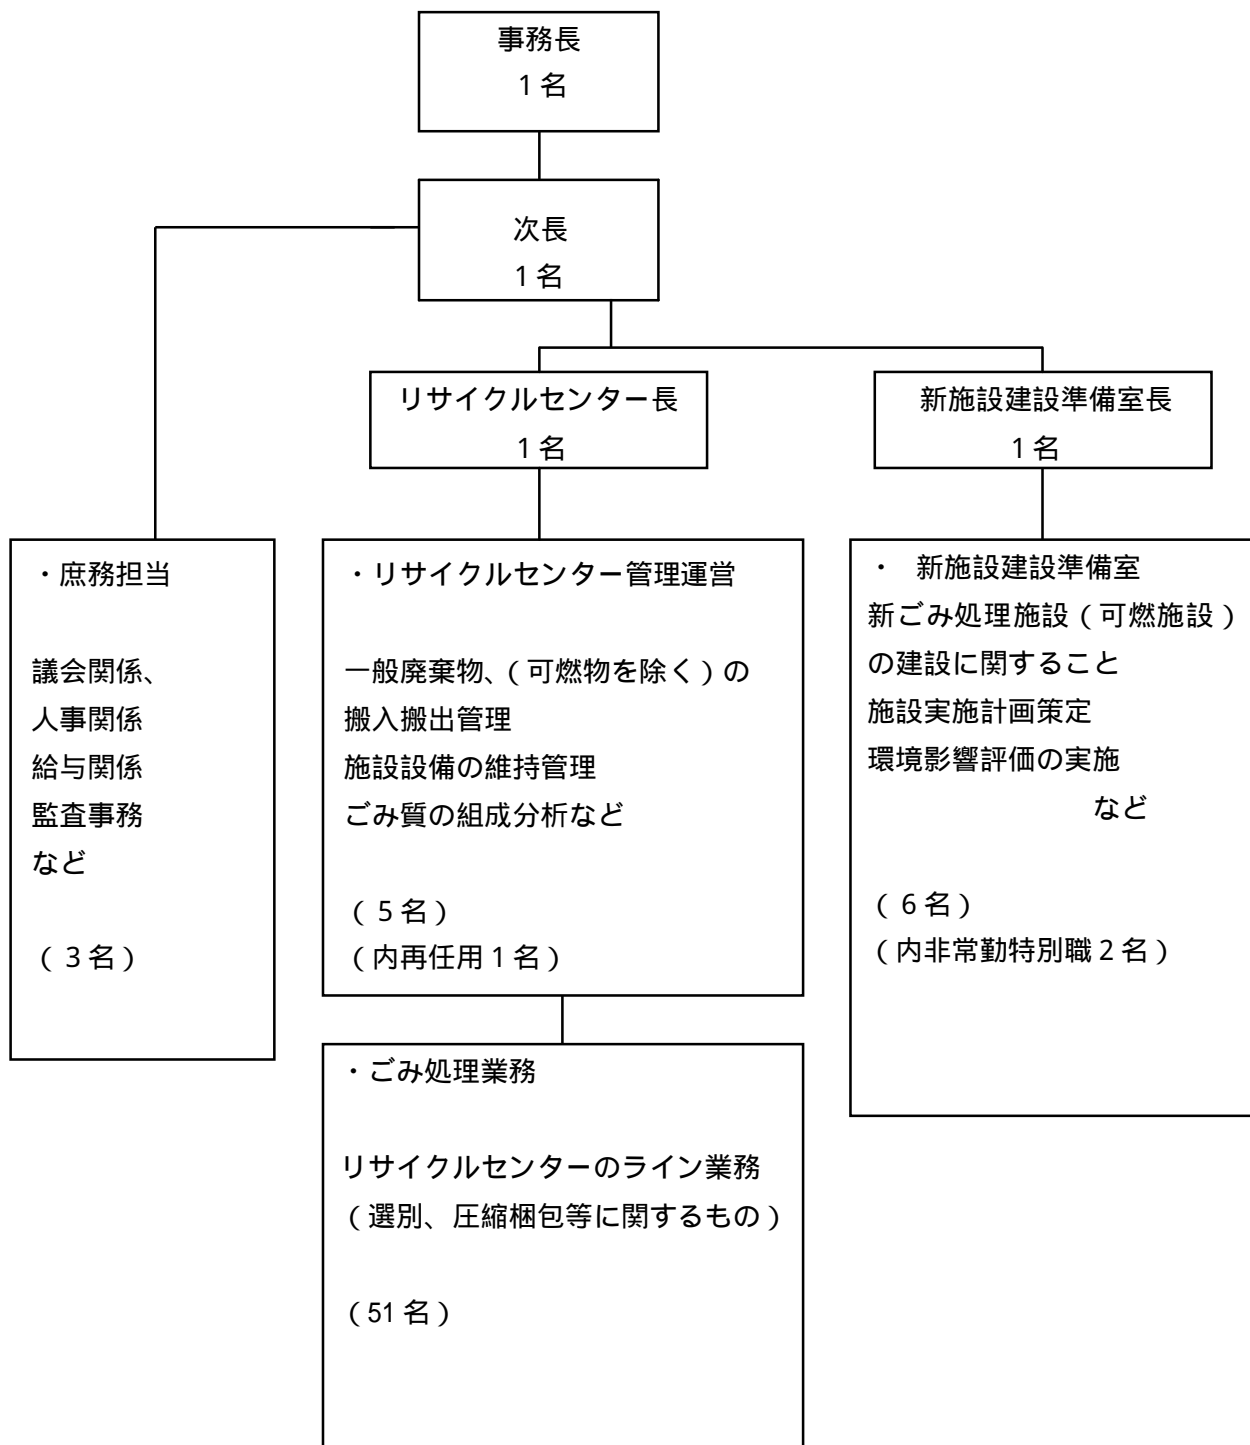 事務長
1名
次長
1名
リサイクルセンター長
1名
新施設建設準備室長
1名
・庶務担当
議会関係、
人事関係
給与関係
監査事務
など
（3名）
・リサイクルセンター管理運営
一般廃棄物、（可燃物を除く）の
搬入搬出管理
施設設備の維持管理
ごみ質の組成分析など
（5名）
（内再任用1名）
・　新施設建設準備室
新ごみ処理施設（可燃施設）
の建設に関すること
施設実施計画策定
環境影響評価の実施
など
（6名）
（内非常勤特別職2名）
・ごみ処理業務
リサイクルセンターのライン業務
（選別、圧縮梱包等に関するもの）
（51名）